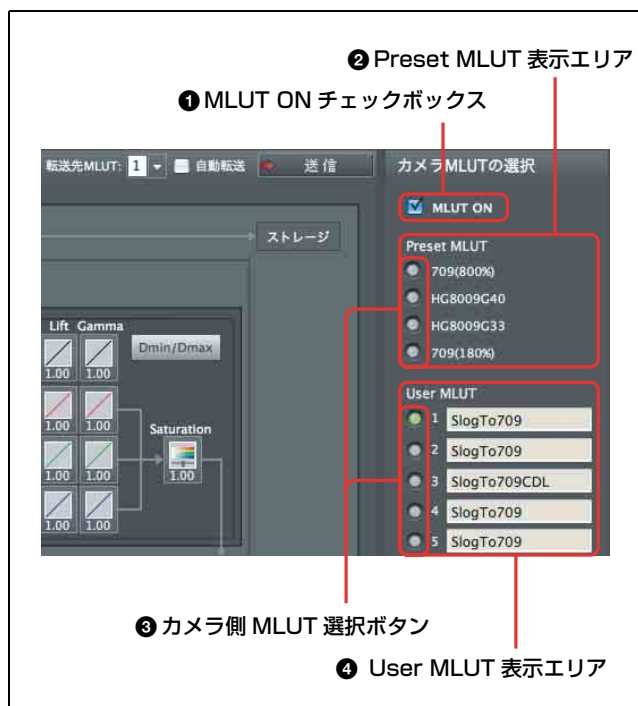 ❷ Preset MLUT 表示エリア
❶ MLUT ON チェックボックス
転送先MLUT: 1 自動転送 送信 カメラMLUTの選択
MLUT ON
ストレージ
Preset MLUT
709(800%)
HG8009G40
HG8009G33
709(180%)
Lift Gamma
Dmin/Dmax
1.00 1.00
User MLUT
1 SlogTo709
1.00 1.00
Saturation
2 SlogTo709
1.00 1.00
1.00
3 SlogTo709CDL
4 SlogTo709
1.00 1.00
5 SlogTo709
❸ カメラ側 MLUT 選択ボタン
❹ User MLUT 表示エリア